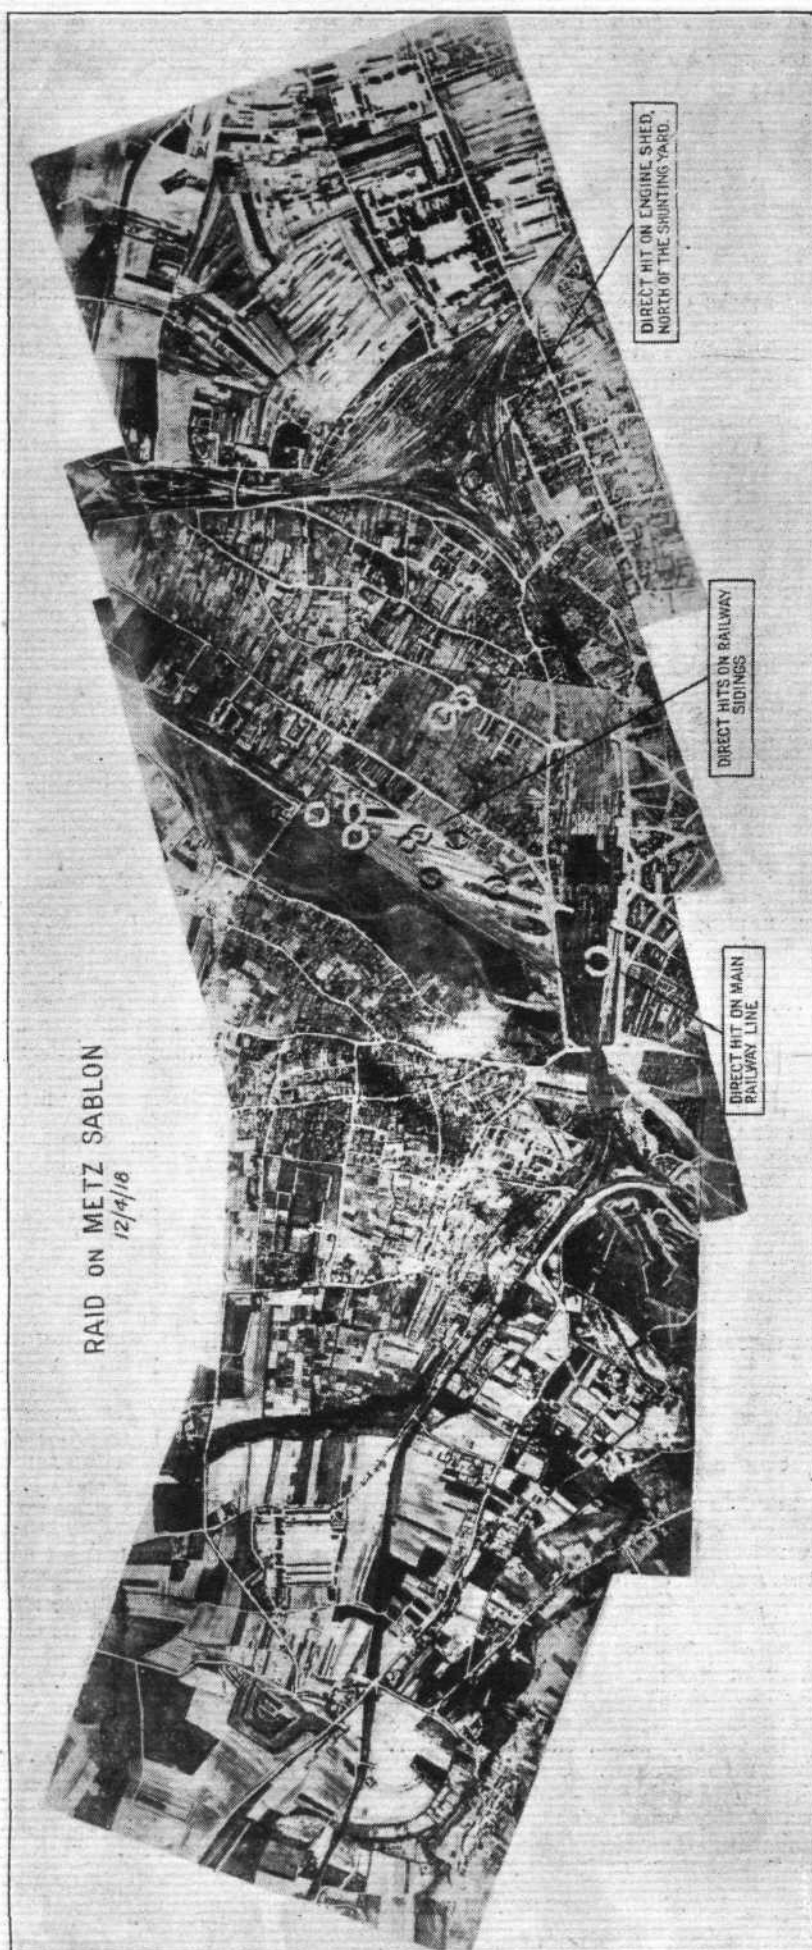 RAID ON METZ SABLON
12/4/18
DIRECT HIT ON MAIN
RAILWAY LINE
DIRECT HITS ON RAILWAY
SIDINGS
DIRECT HIT ON ENGINE SHED,
NORTH OF THE SHUNTING YARD.